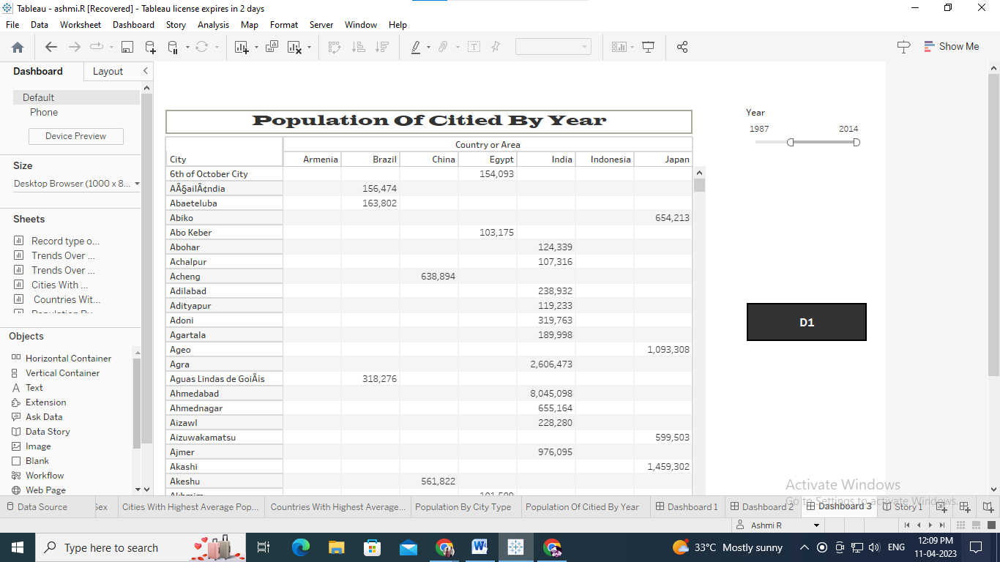 Tableau - ashmi.R [Recovered] - Tableau license expires in 2 days
File Data Worksheet Dashboard Story Analysis Map Format Server Window Help
Show Me
Dashboard Layout
Default
Phone
Device Preview
Size
Desktop Browser (1000 x 8...
Sheets
Record type o...
Trends Over ...
Trends Over ...
Cities With ...
Countries Wit...
Objects
Horizontal Container
Vertical Container
Text
Extension
Ask Data
Data Story
Image
Blank
Workflow
Web Page
Population Of Citied By Year
Country or Area
City Armenia Brazil China Egypt India Indonesia Japan
6th of October City 154,093
AÃ§ailÃ¢ndia 156,474
Abaeteluba 163,802
Abiko 654,213
Abo Keber 103,175
Abohar 124,339
Achalpur 107,316
Acheng 638,894
Adilabad 238,932
Adityapur 119,233
Adoni 319,763
Agartala 189,998
Ageo 1,093,308
Agra 2,606,473
Aguas Lindas de GoiÃis 318,276
Ahmedabad 8,045,098
Ahmednagar 655,164
Aizawl 228,280
Aizuwakamatsu 599,503
Ajmer 976,095
Akashi 1,459,302
Akeshu 561,822
Year
1987 2014
D1
Activate Windows
Go to Settings to activate Windows.
Data Source Sex Cities With Highest Average Pop... Countries With Highest Average... Population By City Type Population Of Citied By Year Dashboard 1 Dashboard 2 Dashboard 3 Story 1
Ashmi R
Type here to search
33°C Mostly sunny ENG 12:09 PM
11-04-2023